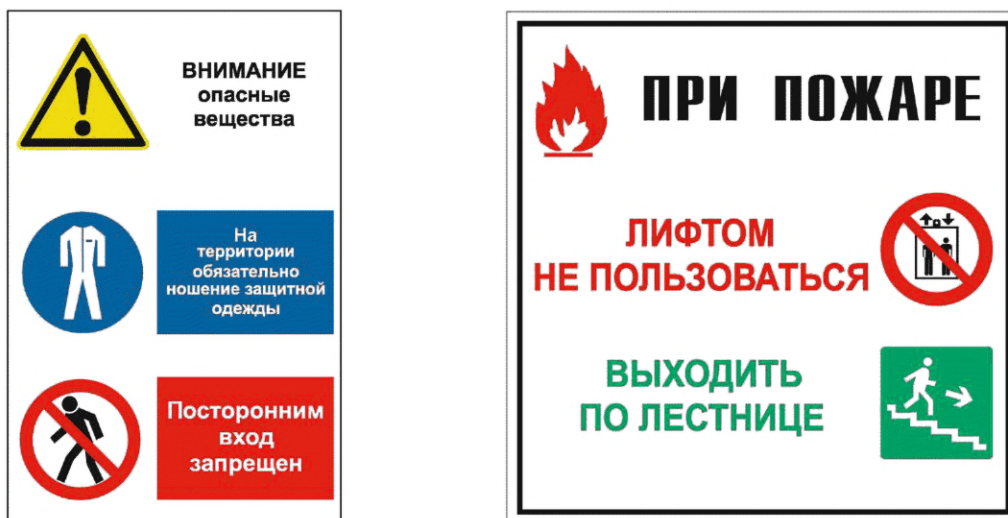 ВНИМАНИЕ
опасные
вещества
На
территории
обязательно
ношение защитной
одежды
Посторонним
вход
запрещен
ПРИ ПОЖАРЕ
ЛИФТОМ
НЕ ПОЛЬЗОВАТЬСЯ
ВЫХОДИТЬ
ПО ЛЕСТНИЦЕ